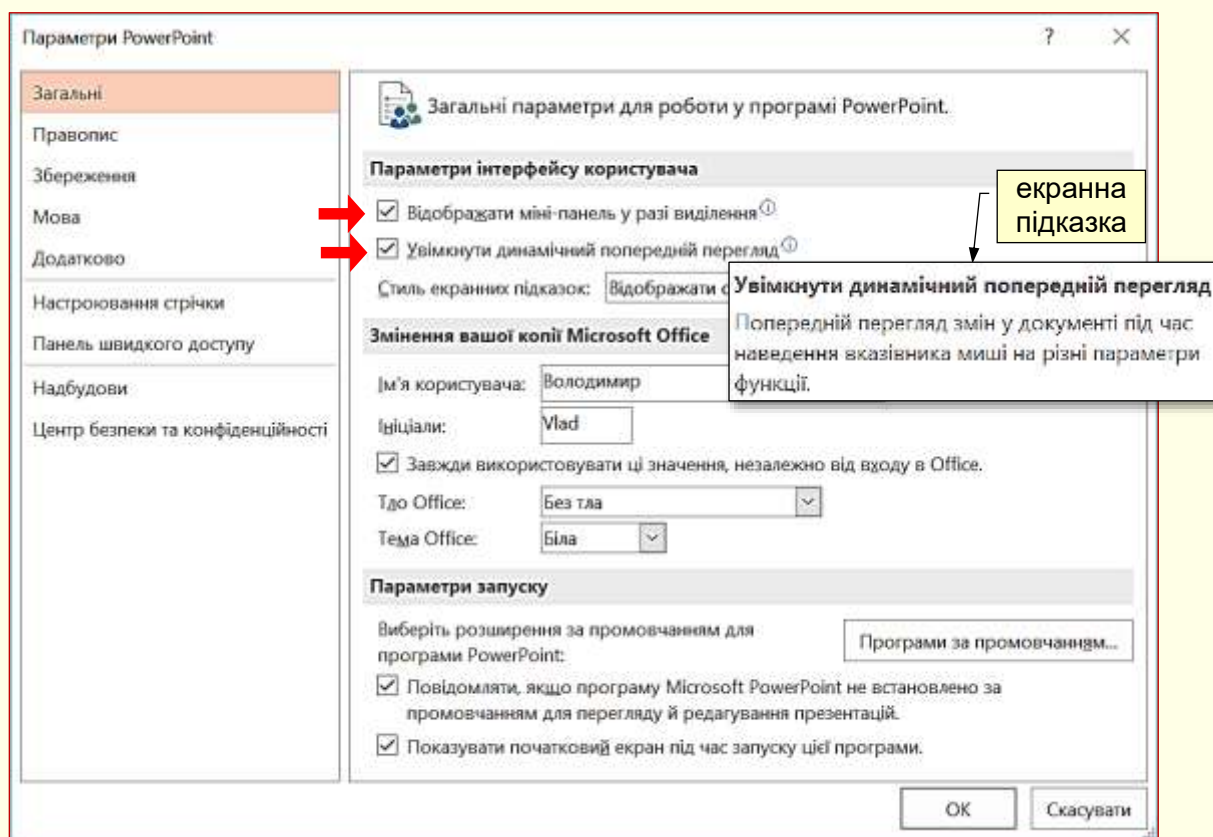 Параметри PowerPoint
?
Загальні
Правопис
Збереження
Мова
Додатково
Настроювання стрічки
Панель швидкого доступу
Надбудови
Центр безпеки та конфіденційності
Загальні параметри для роботи у програмі PowerPoint.
Параметри інтерфейсу користувача
Відображати міні-панель у разі виділення
Увімкнути динамічний попередній перегляд
Стиль екранних підказок: Відображати
екранна
підказка
Увімкнути динамічний попередній перегляд
Попередній перегляд змін у документі під час
наведення вказівника миші на різні параметри
функції.
Змінення вашої копії Microsoft Office
Ім'я користувача: Володимир
Ініціали: Vlad
Завжди використовувати ці значення, незалежно від входу в Office.
Тло Office: Без тла
Тема Office: Біла
Параметри запуску
Виберіть розширення за промовчанням для
програми PowerPoint:
Програми за промовчанням...
Повідомляти, якщо програму Microsoft PowerPoint не встановлено за
промовчанням для перегляду й редагування презентацій.
Показувати початковий екран під час запуску цієї програми.
ОК
Скасувати